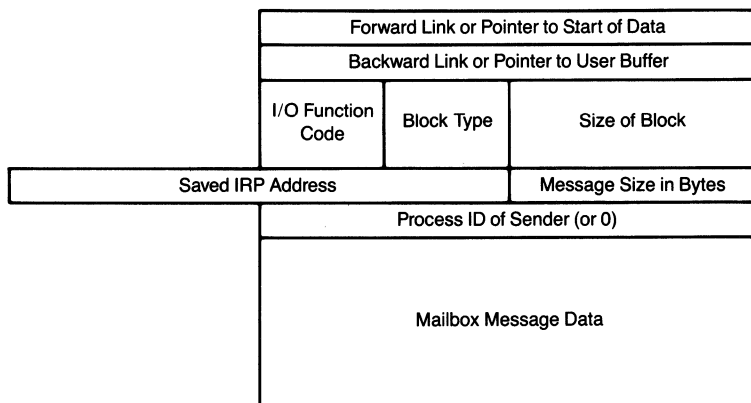 Forward Link or Pointer to Start of Data
Backward Link or Pointer to User Buffer
I/O Function
Code
Block Type
Size of Block
Saved IRP Address
Message Size in Bytes
Process ID of Sender (or 0)
Mailbox Message Data